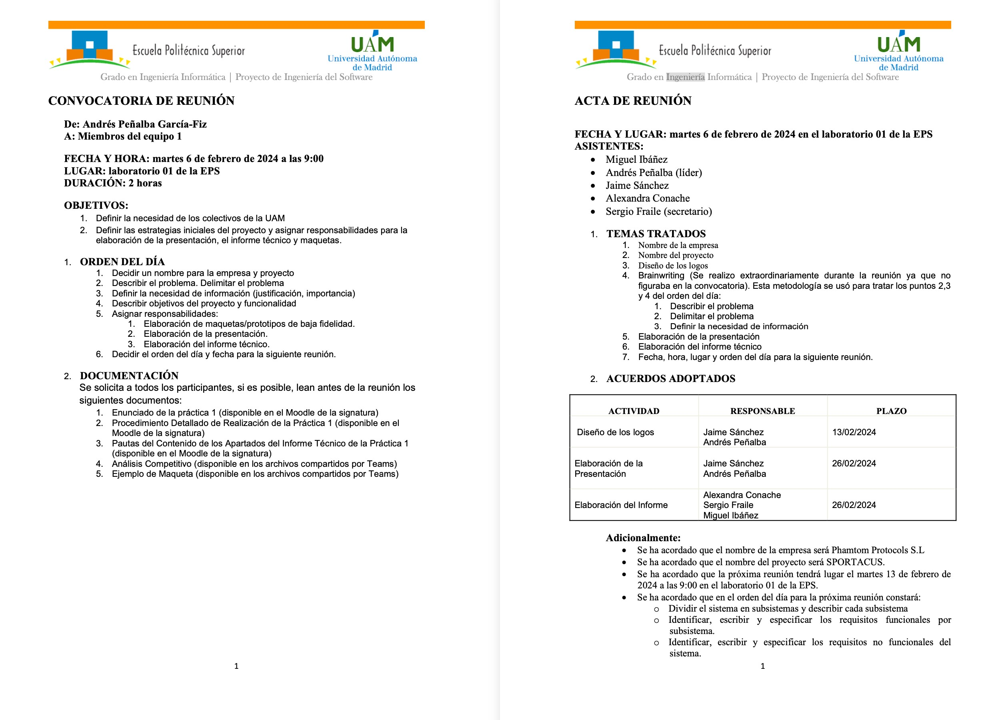 Escuela Politécnica Superior
UAM
Universidad Autónoma
de Madrid
Grado en Ingeniería Informática | Proyecto de Ingeniería del Software
CONVOCATORIA DE REUNIÓN
De: Andrés Peñalba García-Fiz
A: Miembros del equipo 1
FECHA Y HORA: martes 6 de febrero de 2024 a las 9:00
LUGAR: laboratorio 01 de la EPS
DURACIÓN: 2 horas
OBJETIVOS:
1. Definir la necesidad de los colectivos de la UAM
2. Definir las estrategias iniciales del proyecto y asignar responsabilidades para la
elaboración de la presentación, el informe técnico y maquetas.
1. ORDEN DEL DÍA
1. Decidir un nombre para la empresa y proyecto
2. Describir el problema. Delimitar el problema
3. Definir la necesidad de información (justificación, importancia)
4. Describir objetivos del proyecto y funcionalidad
5. Asignar responsabilidades:
1. Elaboración de maquetas/prototipos de baja fidelidad.
2. Elaboración de la presentación.
3. Elaboración del informe técnico.
6. Decidir el orden del día y fecha para la siguiente reunión.
2. DOCUMENTACIÓN
Se solicita a todos los participantes, si es posible, lean antes de la reunión los
siguientes documentos:
1. Enunciado de la práctica 1 (disponible en el Moodle de la signatura)
2. Procedimiento Detallado de Realización de la Práctica 1 (disponible en el
Moodle de la signatura)
3. Pautas del Contenido de los Apartados del Informe Técnico de la Práctica 1
(disponible en el Moodle de la signatura)
4. Análisis Competitivo (disponible en los archivos compartidos por Teams)
5. Ejemplo de Maqueta (disponible en los archivos compartidos por Teams)
1
Escuela Politécnica Superior
UAM
Universidad Autónoma
de Madrid
Grado en Ingeniería Informática | Proyecto de Ingeniería del Software
ACTA DE REUNIÓN
FECHA Y LUGAR: martes 6 de febrero de 2024 en el laboratorio 01 de la EPS
ASISTENTES:
• Miguel Ibáñez
• Andrés Peñalba (líder)
• Jaime Sánchez
• Alexandra Conache
• Sergio Fraile (secretario)
1. TEMAS TRATADOS
1. Nombre de la empresa
2. Nombre del proyecto
3. Diseño de los logos
4. Brainwriting (Se realizo extraordinariamente durante la reunión ya que no
figuraba en la convocatoria). Esta metodología se usó para tratar los puntos 2,3
y 4 del orden del día:
1. Describir el problema
2. Delimitar el problema
3. Definir la necesidad de información
5. Elaboración de la presentación
6. Elaboración del informe técnico
7. Fecha, hora, lugar y orden del día para la siguiente reunión.
2. ACUERDOS ADOPTADOS
ACTIVIDAD RESPONSABLE PLAZO
Diseño de los logos Jaime Sánchez 13/02/2024
Andrés Peñalba
Elaboración de la Jaime Sánchez 26/02/2024
Presentación Andrés Peñalba
Alexandra Conache
Elaboración del Informe Sergio Fraile 26/02/2024
Miguel Ibáñez
Adicionalmente:
• Se ha acordado que el nombre de la empresa será Phamtom Protocols S.L
• Se ha acordado que el nombre del proyecto será SPORTACUS.
• Se ha acordado que la próxima reunión tendrá lugar el martes 13 de febrero de
2024 a las 9:00 en el laboratorio 01 de la EPS.
• Se ha acordado que en el orden del día para la próxima reunión constará:
o Dividir el sistema en subsistemas y describir cada subsistema
o Identificar, escribir y especificar los requisitos funcionales por
subsistema.
o Identificar, escribir y especificar los requisitos no funcionales del
sistema.
1